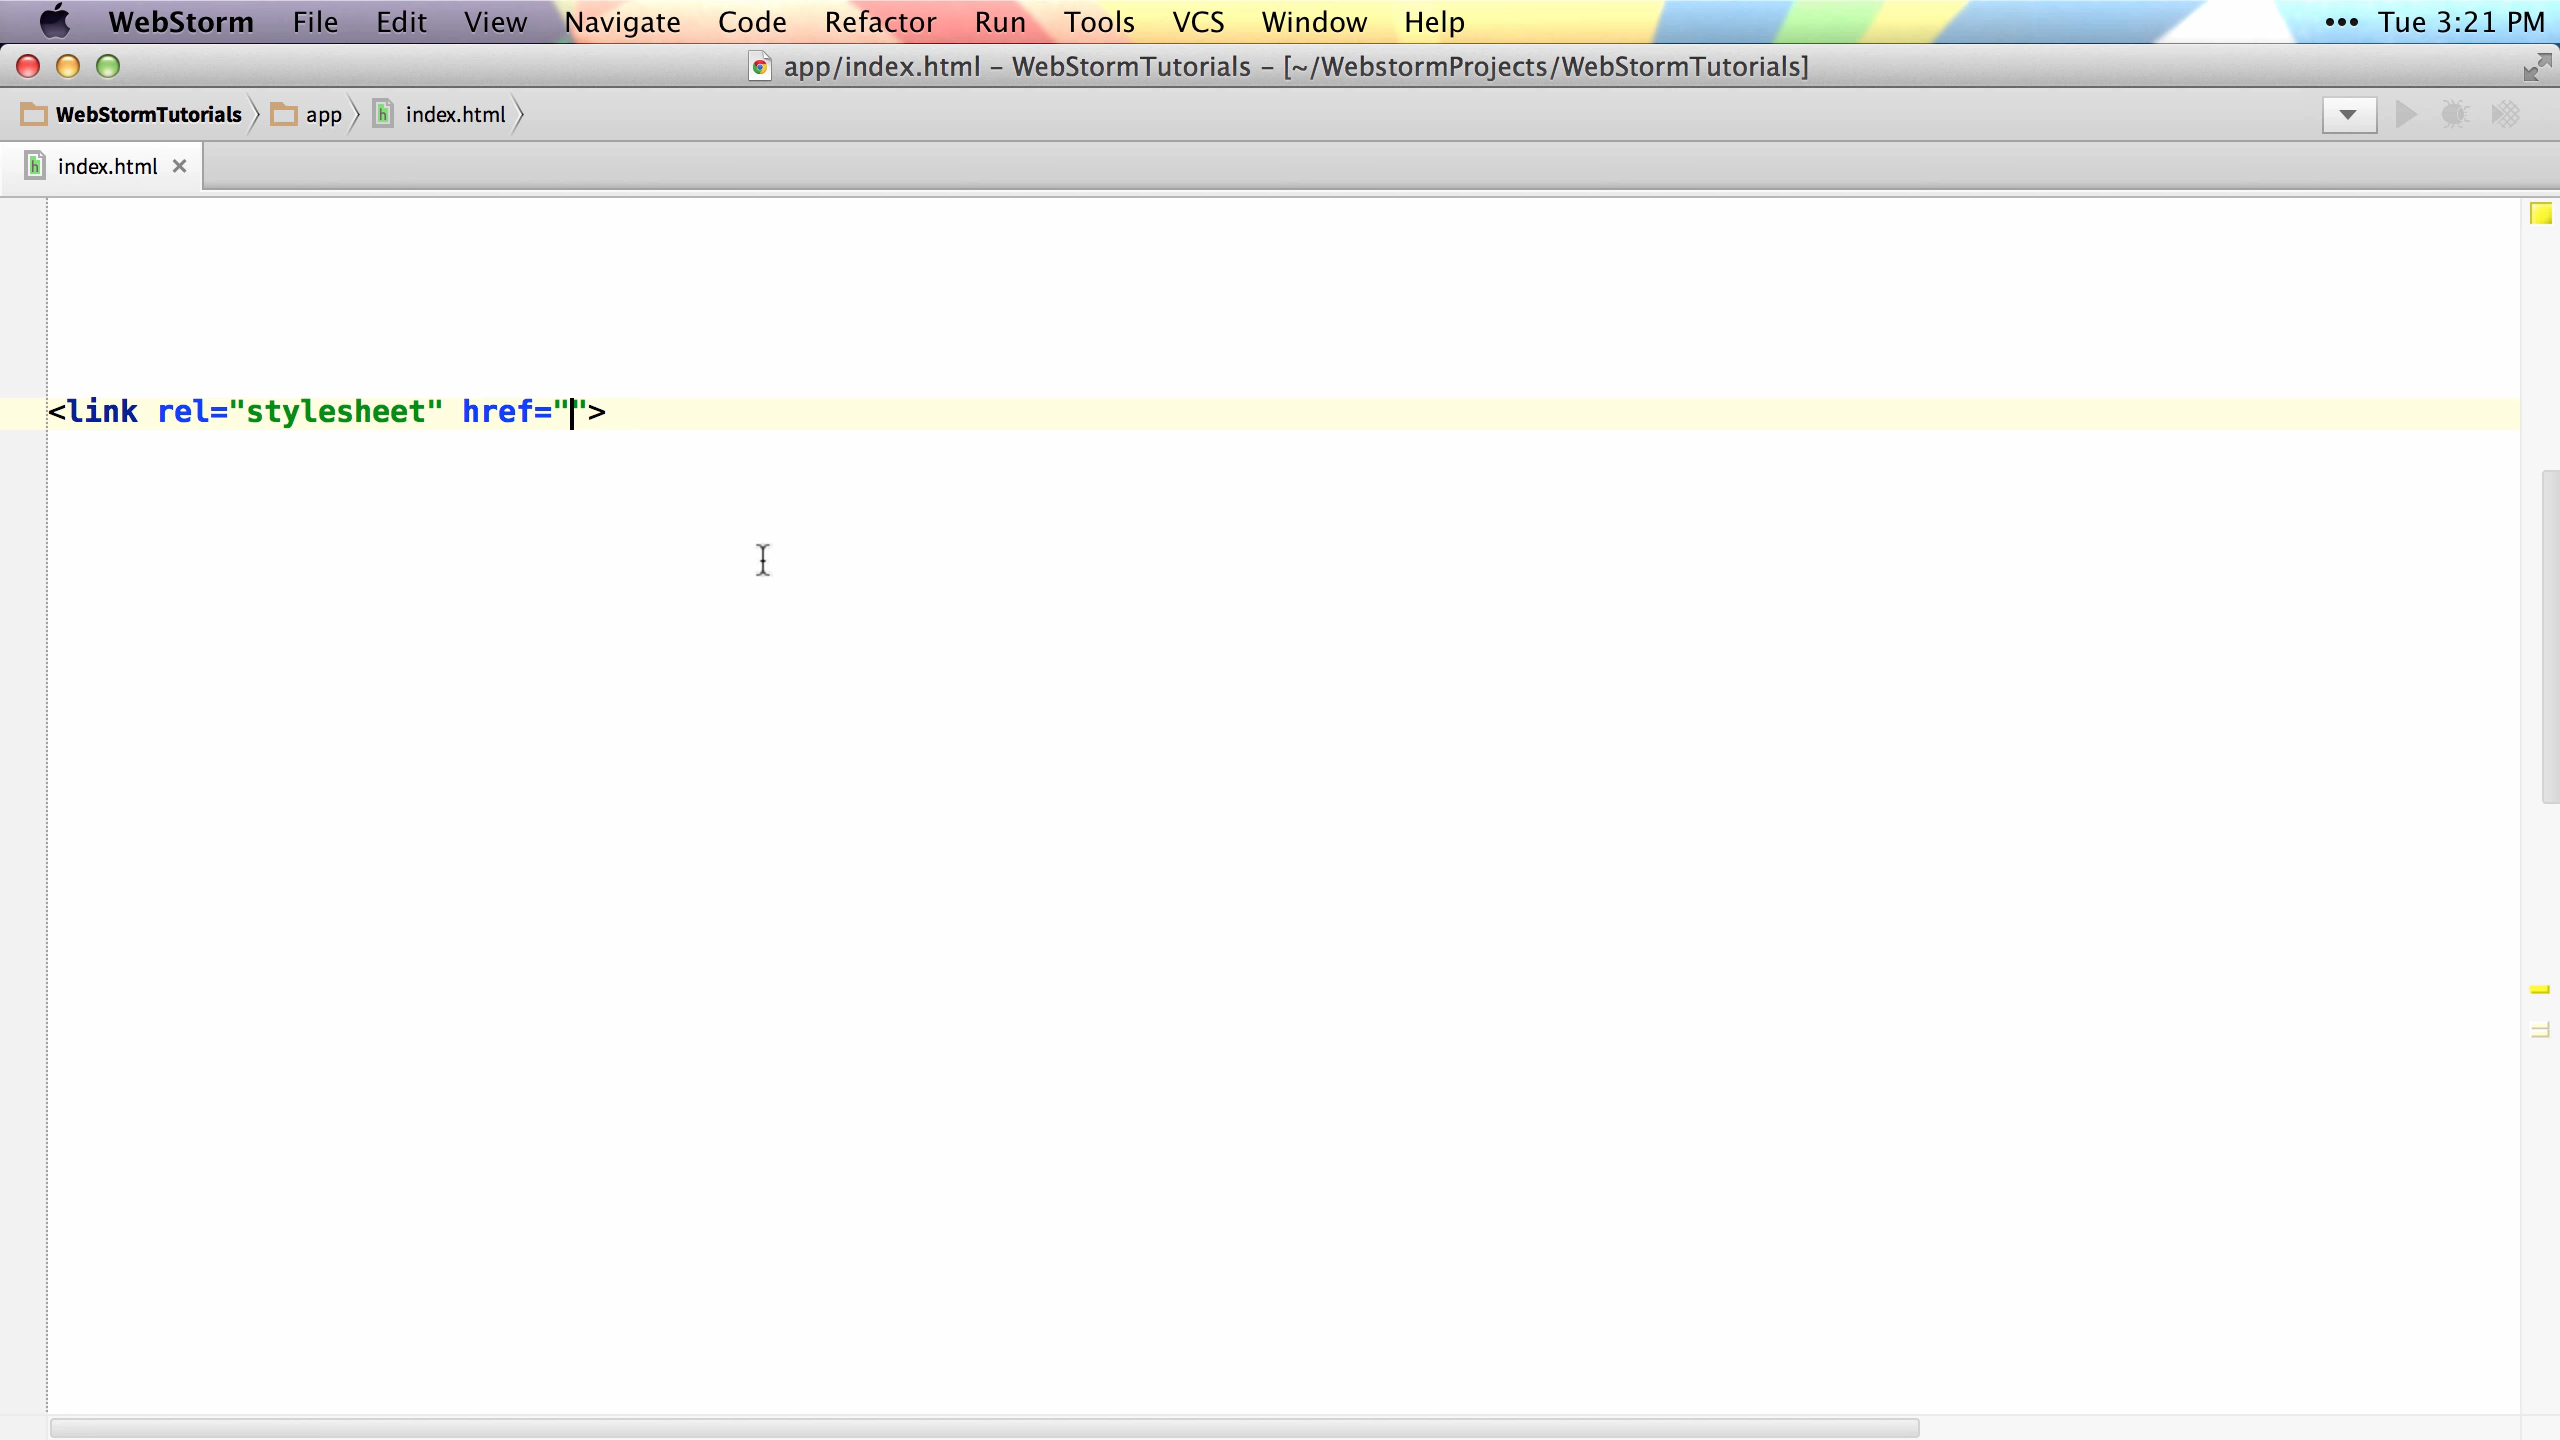 WebStorm File Edit View Navigate Code Refactor Run Tools VCS Window Help ••• Tue 3:21 PM
app/index.html – WebStormTutorials – [~/WebstormProjects/WebStormTutorials]
WebStormTutorials app index.html
index.html
<link rel="stylesheet" href="">